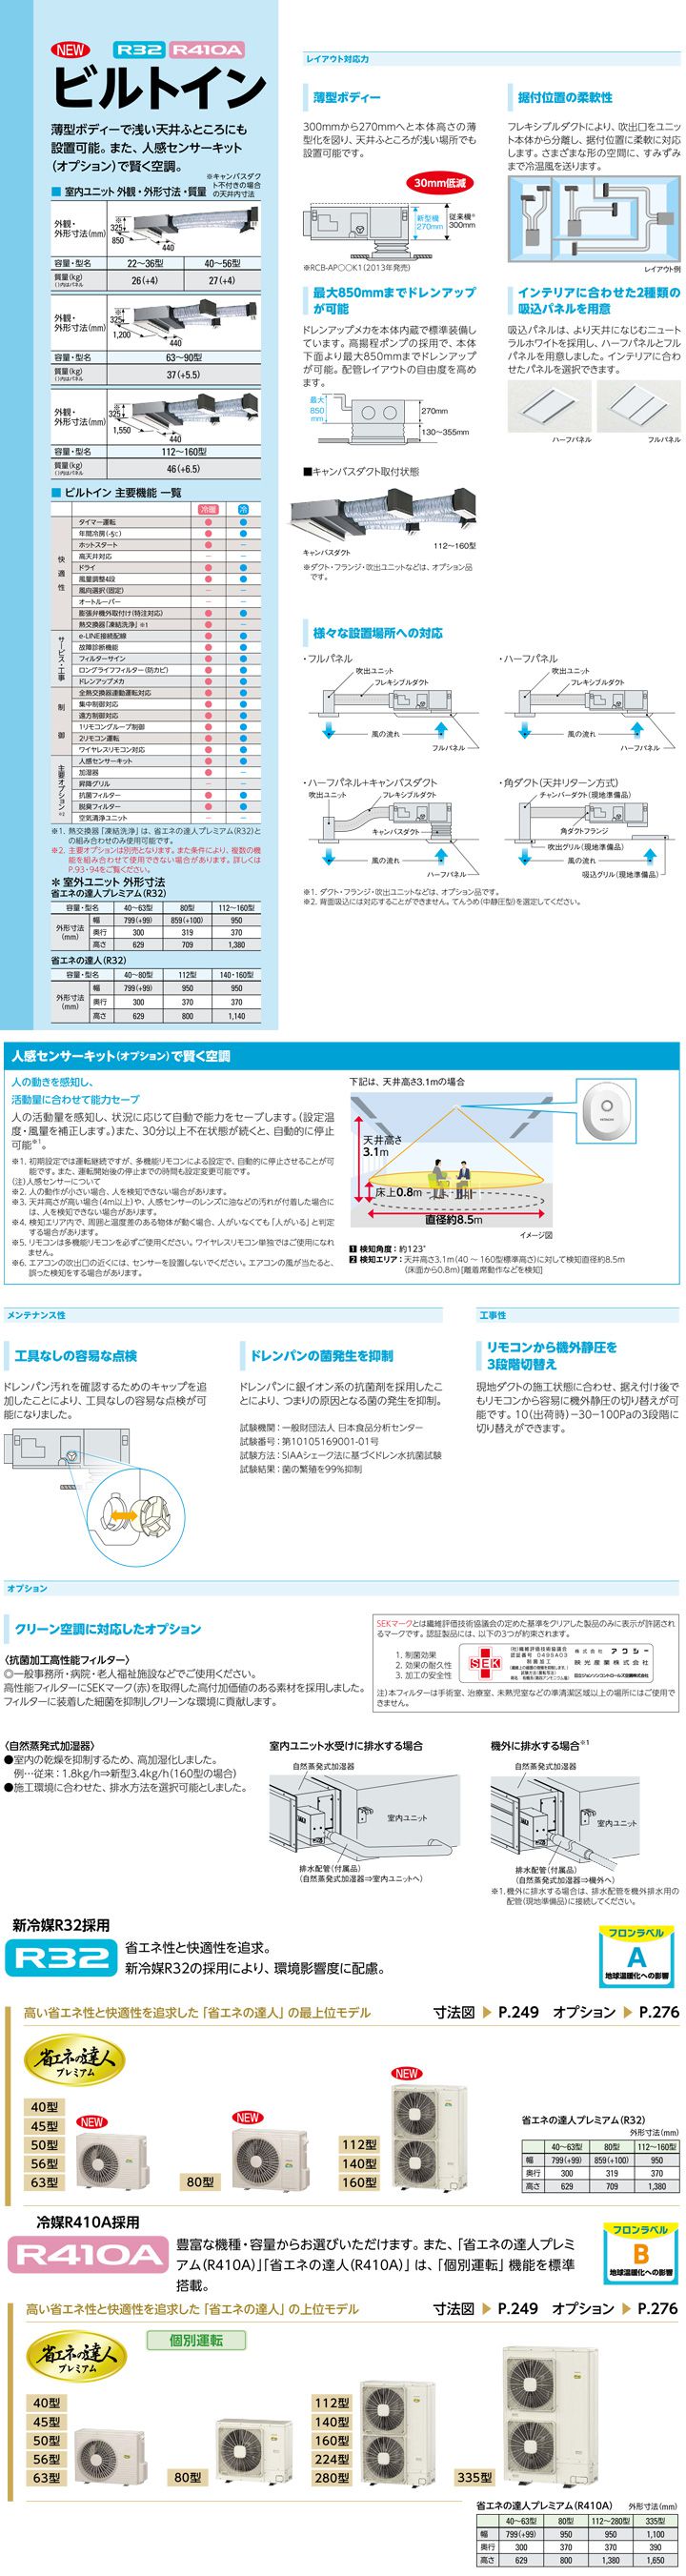 NEW
R32 R410A
ビルトイン
薄型ボディーで浅い天井ふところにも
設置可能。また、人感センサーキット
(オプション)で賢く空調。
※キャンバスダク
ト不付きの場合
の天井内寸法
■ 室内ユニット 外観・外形寸法・質量
外観・
外形寸法(mm)
※
325
850
440
容量・型名 22〜36型 40〜56型
質量(kg)
( )内はパネル
26(+4) 27(+4)
外観・
外形寸法(mm)
※
325
1,200
440
容量・型名 63〜90型
質量(kg)
( )内はパネル
37(+5.5)
外観・
外形寸法(mm)
※
325
1,550
440
容量・型名 112〜160型
質量(kg)
( )内はパネル
46(+6.5)
■ ビルトイン 主要機能 一覧
冷暖 冷
快適性
タイマー運転 ● ●
年間冷房(-5℃) ● ●
ホットスタート ● −
高天井対応 − −
ドライ ● ●
風量調整4段 ● ●
風向選択(固定) − −
オートルーバー − −
膨張弁機外取付け(特注対応) ● ●
熱交換器「凍結洗浄」※1 ● −
サービス・工事
e-LINE接続配線 ● ●
故障診断機能 ● ●
フィルターサイン ● ●
ロングライフフィルター(防カビ) ● ●
ドレンアップメカ ● ●
制御
全熱交換器連動運転対応 ● ●
集中制御対応 ● ●
遠方制御対応 ● ●
1リモコングループ制御 ● ●
2リモコン運転 ● ●
ワイヤレスリモコン対応 ● ●
主要オプション※2
人感センサーキット ● ●
加湿器 ● −
昇降グリル − −
抗菌フィルター ● ●
脱臭フィルター ● ●
空気清浄ユニット − −
※1. 熱交換器「凍結洗浄」は、省エネの達人プレミアム(R32)と
の組み合わせのみ使用可能です。
※2. 主要オプションは別売となります。また条件により、複数の機
能を組み合わせて使用できない場合があります。詳しくは
P.93・94をご覧ください。
＊ 室外ユニット 外形寸法
省エネの達人プレミアム(R32)
容量・型名 40〜63型 80型 112〜160型
外形寸法
(mm)
幅 799(+99) 859(+100) 950
奥行 300 319 370
高さ 629 709 1,380
省エネの達人(R32)
容量・型名 40〜80型 112型 140・160型
外形寸法
(mm)
幅 799(+99) 950 950
奥行 300 370 370
高さ 629 800 1,140
レイアウト対応力
薄型ボディー
300mmから270mmへと本体高さの薄
型化を図り、天井ふところが浅い場所でも
設置可能です。
30mm低減
新型機
270mm
従来機※
300mm
※RCB-AP○○K1(2013年発売)
据付位置の柔軟性
フレキシブルダクトにより、吹出口をユニッ
ト本体から分離し、据付位置に柔軟に対応
します。さまざまな形の空間に、すみずみ
まで冷温風を送ります。
レイアウト例
最大850mmまでドレンアップ
が可能
ドレンアップメカを本体内蔵で標準装備し
ています。高揚程ポンプの採用で、本体
下面より最大850mmまでドレンアップ
が可能。配管レイアウトの自由度を高め
ます。
最大
850
mm
270mm
130〜355mm
インテリアに合わせた2種類の
吸込パネルを用意
吸込パネルは、より天井になじむニュート
ラルホワイトを採用しました。ハーフパネルとフル
パネルを用意しました。インテリアに合わ
せたパネルを選択できます。
ハーフパネル フルパネル
■キャンバスダクト取付状態
キャンバスダクト
112〜160型
※ダクト・フランジ・吹出ユニットなどは、オプション品
です。
様々な設置場所への対応
・フルパネル
吹出ユニット
フレキシブルダクト
風の流れ
フルパネル
・ハーフパネル
吹出ユニット
フレキシブルダクト
風の流れ
ハーフパネル
・ハーフパネル+キャンバスダクト
吹出ユニット フレキシブルダクト
キャンバスダクト
風の流れ
ハーフパネル
・角ダクト(天井リターン方式)
チャンバーダクト(現地準備品)
角ダクトフランジ
吹出グリル(現地準備品)
風の流れ
吸込グリル(現地準備品)
※1. ダクト・フランジ・吹出ユニットなどは、オプション品です。
※2. 背面吸込には対応することができません。てんうめ(中静圧型)を選定してください。
人感センサーキット(オプション)で賢く空調
人の動きを感知し、
活動量に合わせて能力セーブ
人の活動量を感知し、状況に応じて自動で能力をセーブします。(設定温
度・風量を補正します。)また、30分以上不在状態が続くと、自動的に停止
可能※1。
※1. 初期設定では運転継続ですが、多機能リモコンによる設定で、自動的に停止させることが可
能です。また、運転開始後の停止までの時間も設定変更可能です。
(注)人感センサーについて
※2. 人の動作が小さい場合、人を検知できない場合があります。
※3. 天井高さが高い場合(4m以上)や、人感センサーのレンズに油などの汚れが付着した場合に
は、人を検知できない場合があります。
※4. 検知エリア内で、周囲と温度差のある物体が動く場合、人がいなくても「人がいる」と判定
する場合があります。
※5. リモコンは多機能リモコンを必ずご使用ください。ワイヤレスリモコン単独ではご使用になれ
ません。
※6. エアコンの吹出口の近くには、センサーを設置しないでください。エアコンの風が当たると、
誤った検知をする場合があります。
下記は、天井高さ3.1mの場合
天井高さ
3.1m
床上0.8m
直径約8.5m
HITACHI
イメージ図
1 検知角度：約123°
2 検知エリア：天井高さ3.1m(40 〜 160型標準高さ)に対して検知直径約8.5m
(床面から0.8m)[離着席動作などを検知]
メンテナンス性
工具なしの容易な点検
ドレンパン汚れを確認するためのキャップを追
加したことにより、工具なしの容易な点検が可
能になりました。
ドレンパンの菌発生を抑制
ドレンパンに銀イオン系の抗菌剤を採用したこ
とにより、つまりの原因となる菌の発生を抑制。
試験機関：一般財団法人 日本食品分析センター
試験番号：第10105169001-01号
試験方法：SIAAシェーク法に基づくドレン水抗菌試験
試験結果：菌の繁殖を99%抑制
工事性
リモコンから機外静圧を
3段階切替え
現地ダクトの施工状態に合わせ、据え付け後で
もリモコンから容易に機外静圧の切り替えが可
能です。10(出荷時)−30−100Paの3段階に
切り替えができます。
オプション
クリーン空調に対応したオプション
〈抗菌加工高性能フィルター〉
◎一般事務所・病院・老人福祉施設などでご使用ください。
高性能フィルターにSEKマーク(赤)を取得した高付加価値のある素材を採用しました。
フィルターに装着した細菌を抑制しクリーンな環境に貢献します。
SEKマークとは繊維評価技術協議会の定めた基準をクリアした製品のみに表示が許諾され
るマークです。認証製品には、以下の3つが約束されます。
1. 制菌効果
2. 効果の耐久性
3. 加工の安全性
SEK
(社)繊維評価技術協議会
認証番号 0495A03
制菌加工
株式会社 アクシー
映光産業株式会社
日立ジョンソンコントロールズ空調株式会社
注)本フィルターは手術室、治療室、未熟児室などの準清潔区域以上の場所にはご使用で
きません。
〈自然蒸発式加湿器〉
●室内の乾燥を抑制するため、高加湿化しました。
例…従来：1.8kg/h⇒新型3.4kg/h(160型の場合)
●施工環境に合わせた、排水方法を選択可能としました。
室内ユニット水受けに排水する場合
自然蒸発式加湿器
室内ユニット
排水配管(付属品)
(自然蒸発式加湿器⇒室内ユニットへ)
機外に排水する場合※1
自然蒸発式加湿器
室内ユニット
排水配管(付属品)
(自然蒸発式加湿器⇒機外へ)
※1. 機外に排水する場合は、排水配管を機外排水用の
配管(現地準備品)に接続してください。
新冷媒R32採用
R32
省エネ性と快適性を追求。
新冷媒R32の採用により、環境影響度に配慮。
フロンラベル
A
地球温暖化への影響
高い省エネ性と快適性を追求した「省エネの達人」の最上位モデル
寸法図 ▶ P.249 オプション ▶ P.276
省エネの達人
プレミアム
40型
45型
50型
56型
63型
NEW
80型
NEW
112型
140型
160型
NEW
省エネの達人プレミアム(R32)
外形寸法(mm)
40〜63型 80型 112〜160型
幅 799(+99) 859(+100) 950
奥行 300 319 370
高さ 629 709 1,380
冷媒R410A採用
R410A
豊富な機種・容量からお選びいただけます。また、「省エネの達人プレミ
アム(R410A)」「省エネの達人(R410A)」は、「個別運転」機能を標準
搭載。
フロンラベル
B
地球温暖化への影響
高い省エネ性と快適性を追求した「省エネの達人」の上位モデル
寸法図 ▶ P.249 オプション ▶ P.276
省エネの達人
プレミアム
個別運転
40型
45型
50型
56型
63型
80型
112型
140型
160型
224型
280型
335型
省エネの達人プレミアム(R410A) 外形寸法(mm)
40〜63型 80型 112〜280型 335型
幅 799(+99) 950 950 1,100
奥行 300 370 370 390
高さ 629 800 1,380 1,650